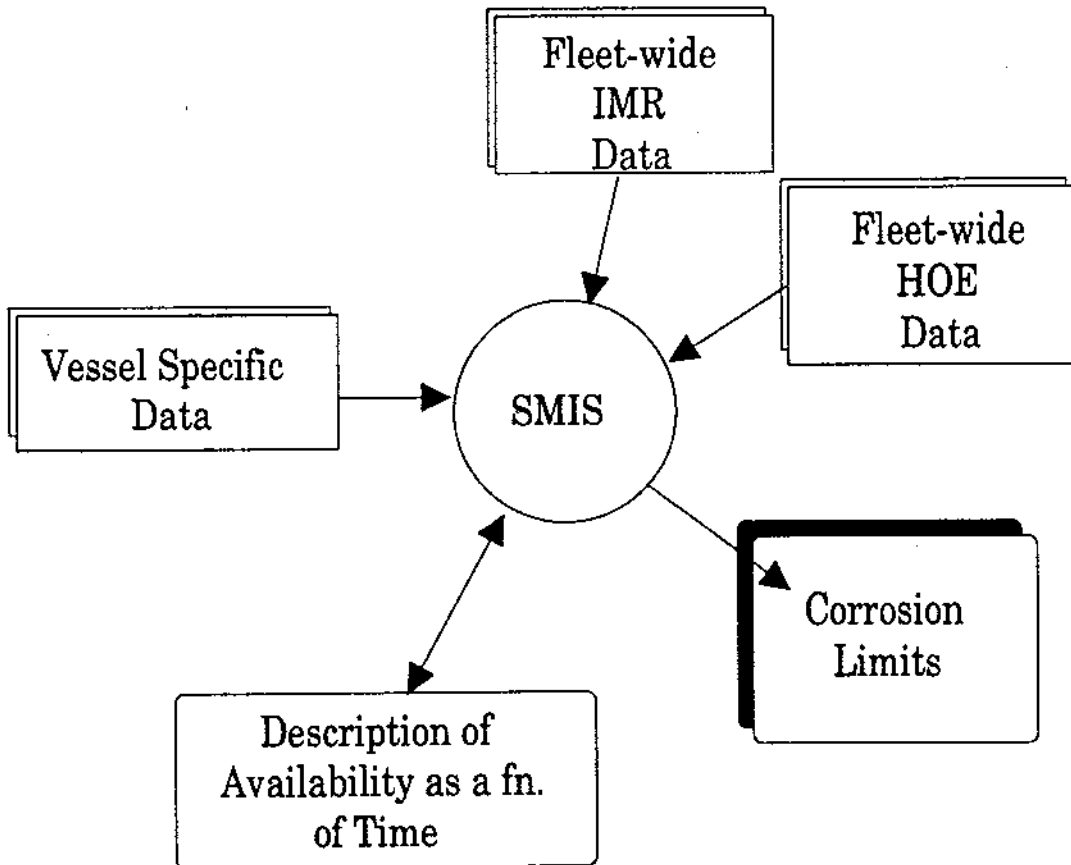 Fleet-wide
IMR
Data
Fleet-wide
HOE
Data
Vessel Specific
Data
SMIS
Corrosion
Limits
Description of
Availability as a fn.
of Time